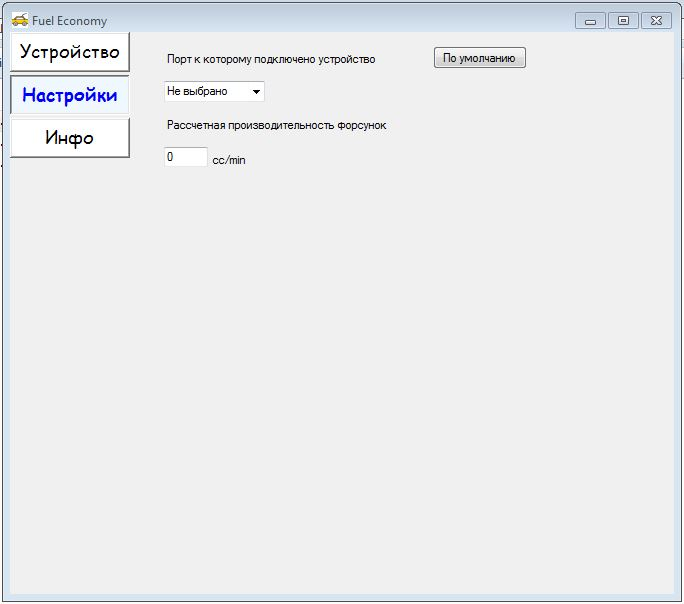 Fuel Economy
Устройство
Настройки
Инфо
Порт к которому подключено устройство
По умолчанию
Не выбрано
Рассчетная производительность форсунок
0 cc/min